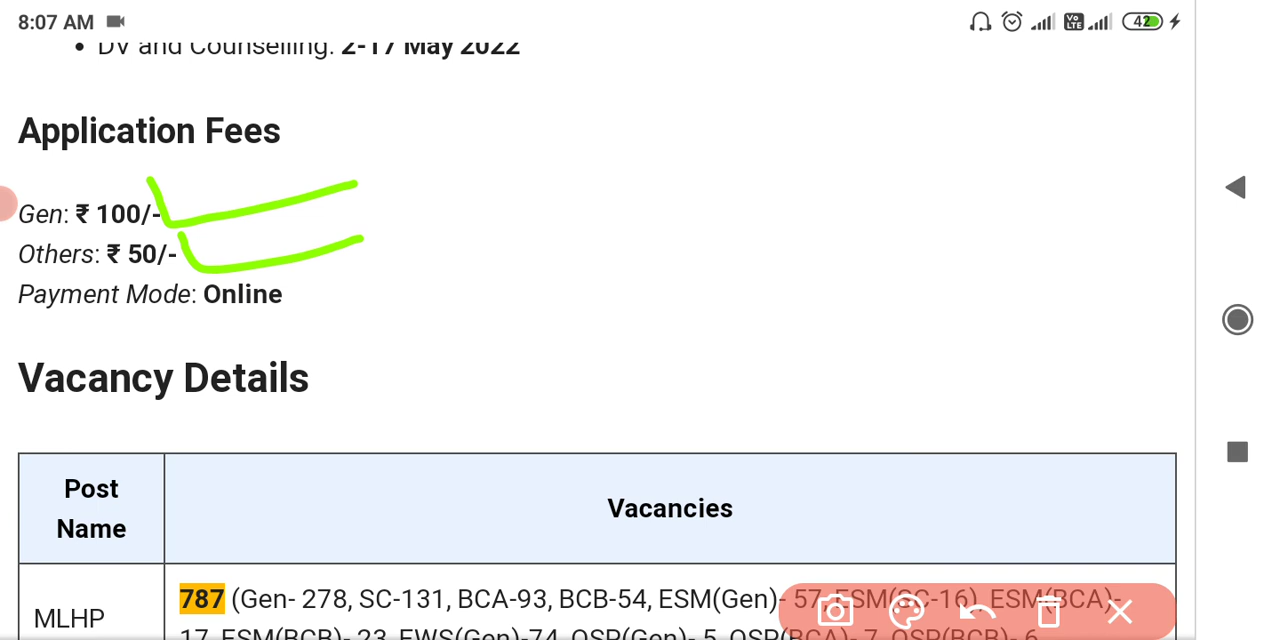 8:07 AM
Vo LTE
42
• DV and Counselling: 2-17 May 2022
Application Fees
Gen: ₹ 100/-
Others: ₹ 50/-
Payment Mode: Online
Vacancy Details
Post Name
Vacancies
MLHP
787 (Gen- 278, SC-131, BCA-93, BCB-54, ESM(Gen)- 57, ESM(SC-16), ESM(BCA)-
17, ESM(BCB)- 23, EWS(Gen)-74, OSP(Gen)- 5, OSP(BCA)- 7, OSP(BCB)- 6